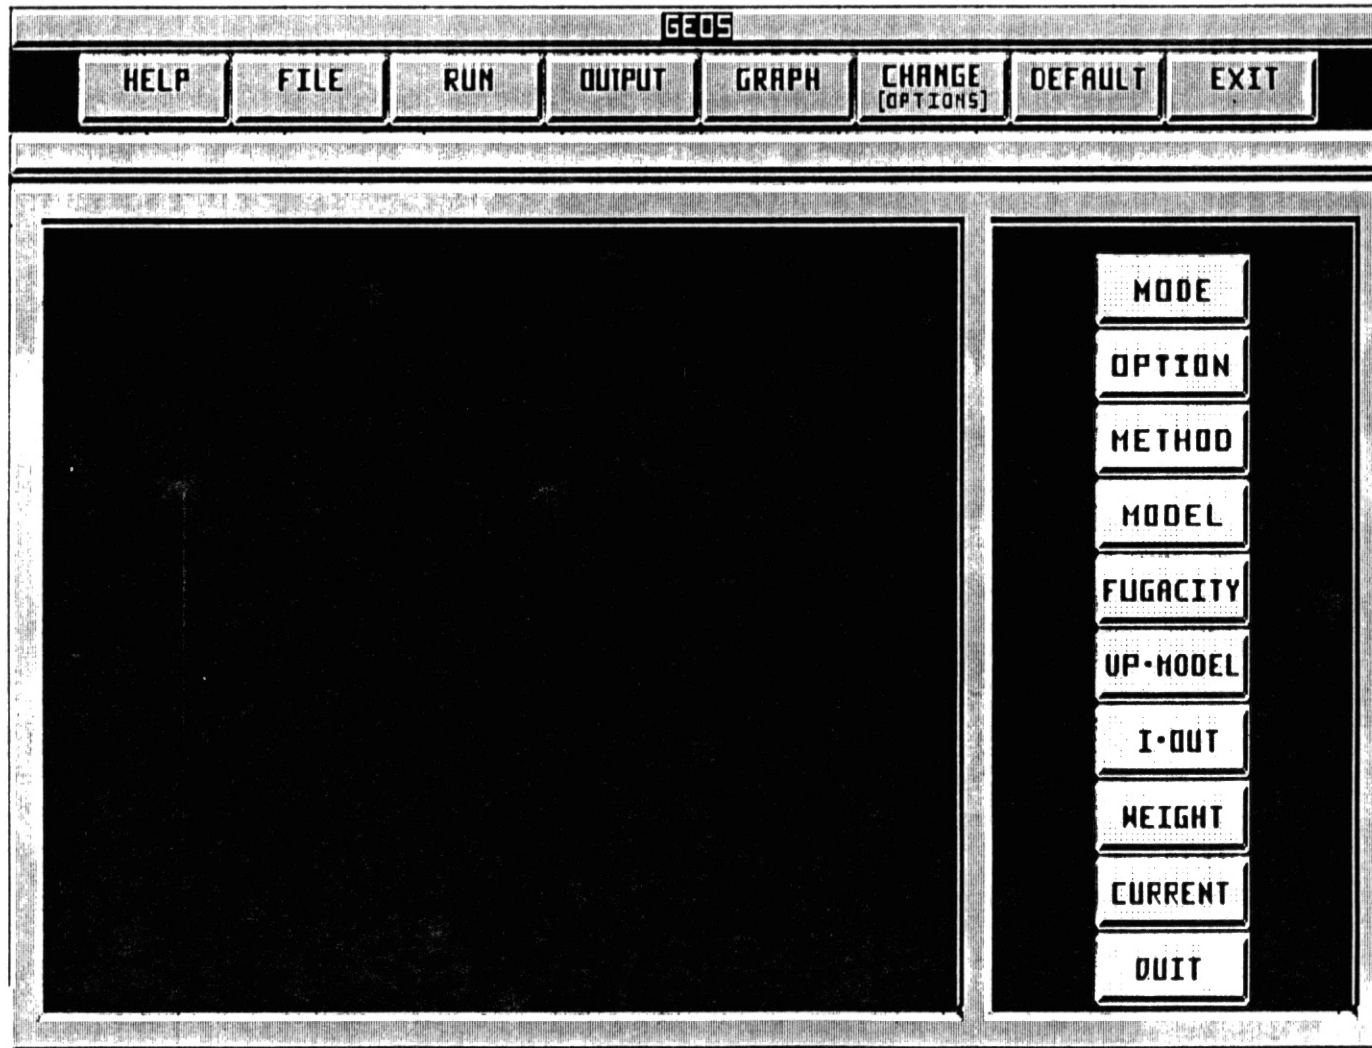 GEOS
HELP FILE RUN OUTPUT GRAPH CHANGE DEFAULT EXIT
[OPTIONS]
MODE
OPTION
METHOD
MODEL
FUGACITY
VP·MODEL
I·OUT
WEIGHT
CURRENT
QUIT